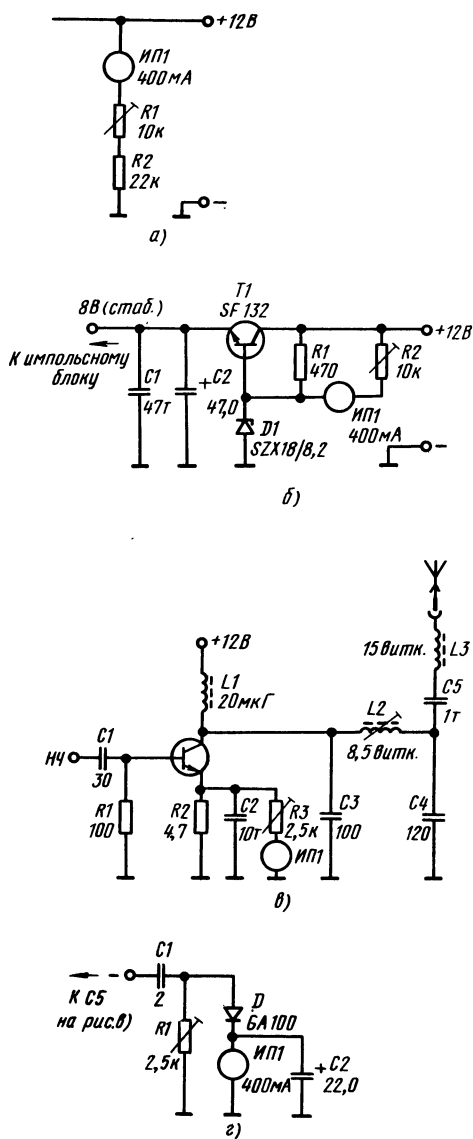 +12В
ИП1
400мА
R1
10к
R2
22к
−
а)
T1
SF 132
8В (стаб.)
+12В
К импольсному
блоку
C1
47т
+ C2
47,0
R1
470
R2
10к
ИП1
400мА
D1
SZX18/8,2
−
б)
+12В
L1
20мкГ
15витк.
L3
C5
1т
L2
8,5витк.
НЧ
C1
30
R1
100
R2
4,7
C2
10т
R3
2,5к
ИП1
C3
100
C4
120
в)
C1
2
К C5
на рис.в)
R1
2,5к
D
GA100
ИП1
400мА
+ C2
22,0
г)